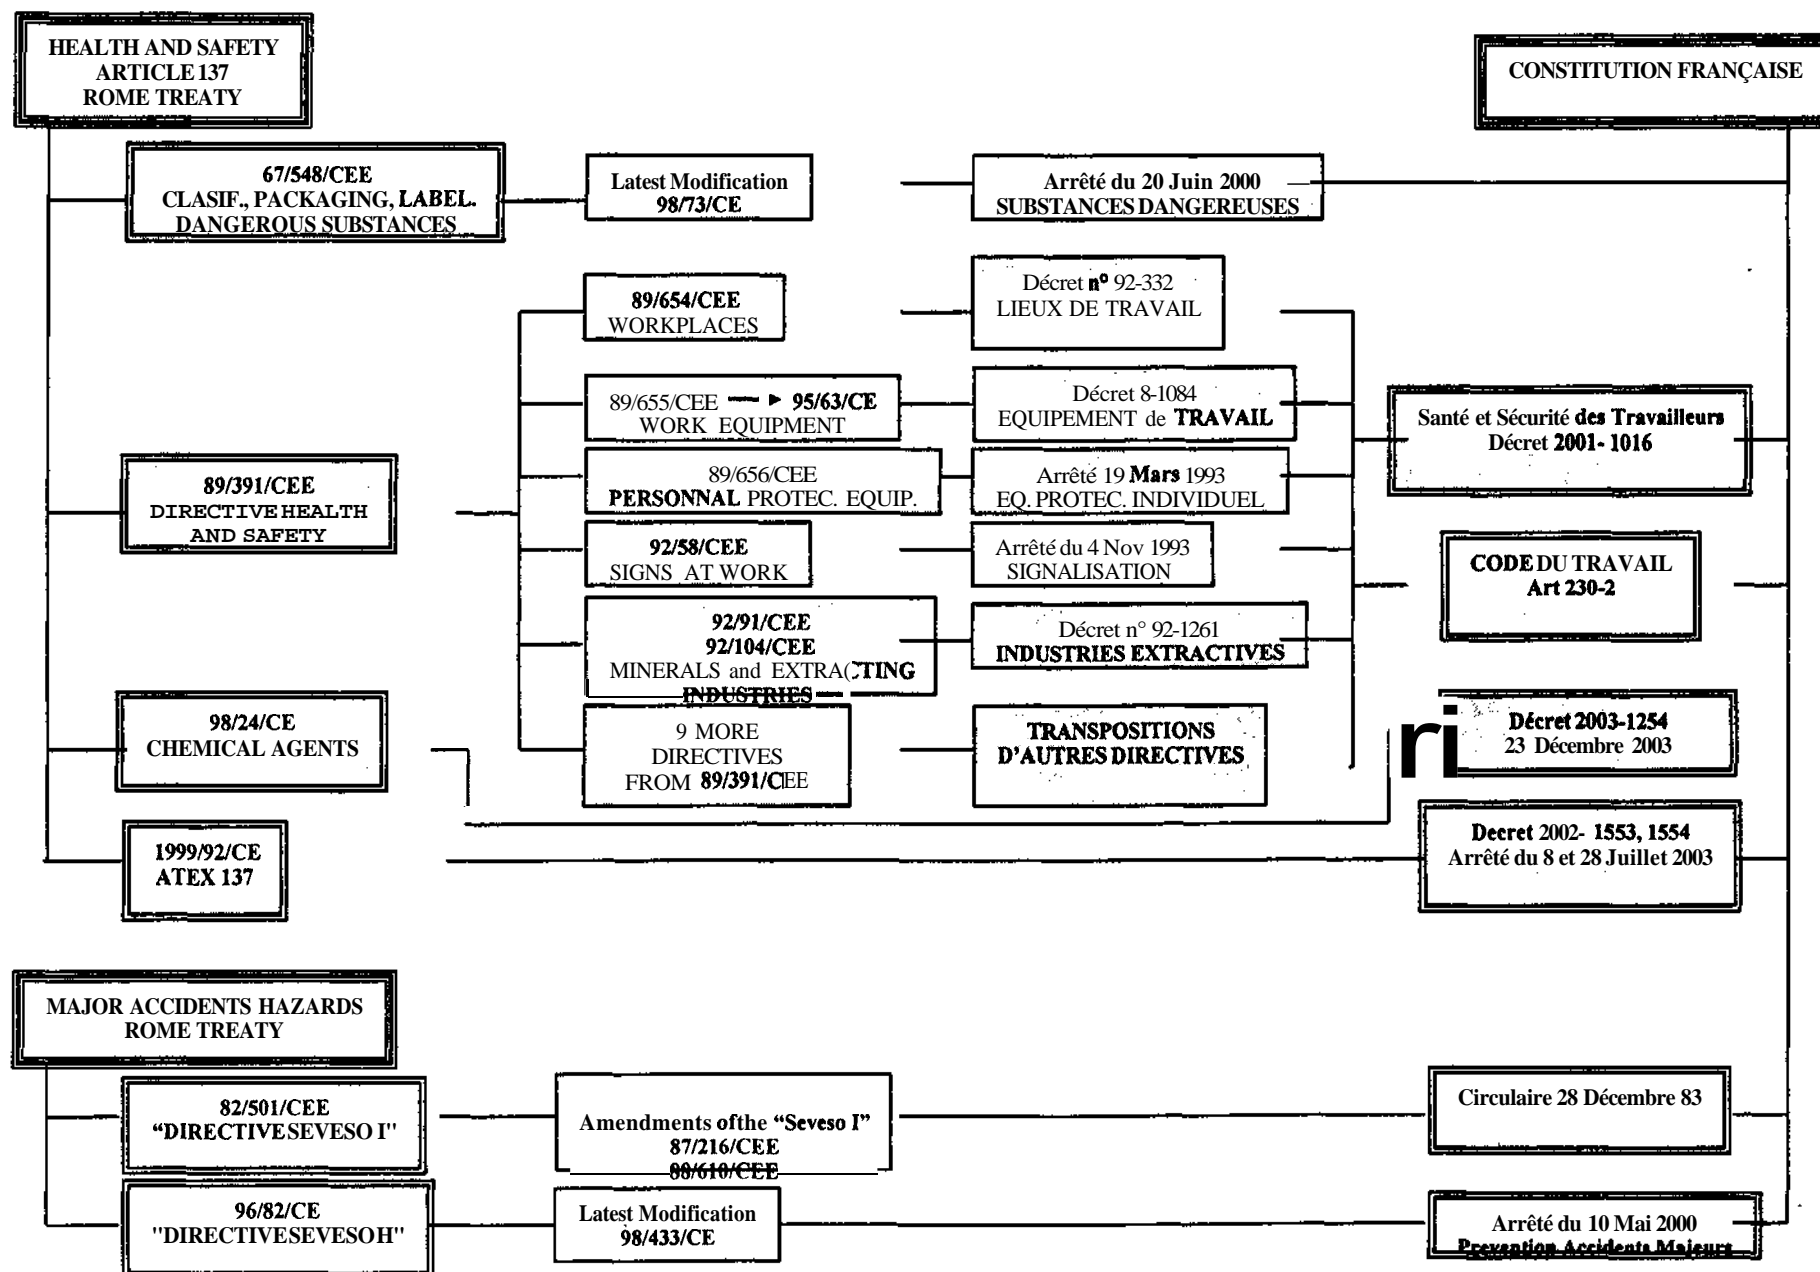 HEALTH AND SAFETY
ARTICLE 137
ROME TREATY
CONSTITUTION FRANÇAISE
67/548/CEE
CLASIF., PACKAGING, LABEL.
DANGEROUS SUBSTANCES
Latest Modification
98/73/CE
Arrêté du 20 Juin 2000
SUBSTANCES DANGEREUSES
89/654/CEE
WORKPLACES
Décret n° 92-332
LIEUX DE TRAVAIL
89/655/CEE → 95/63/CE
WORK EQUIPMENT
Décret 8-1084
EQUIPEMENT de TRAVAIL
Santé et Sécurité des Travailleurs
Décret 2001- 1016
89/391/CEE
DIRECTIVE HEALTH
AND SAFETY
89/656/CEE
PERSONNAL PROTEC. EQUIP.
Arrêté 19 Mars 1993
EQ. PROTEC. INDIVIDUEL
92/58/CEE
SIGNS AT WORK
Arrêté du 4 Nov 1993
SIGNALISATION
CODE DU TRAVAIL
Art 230-2
92/91/CEE
92/104/CEE
MINERALS and EXTRA(CTING
INDUSTRIES
Décret n° 92-1261
INDUSTRIES EXTRACTIVES
98/24/CE
CHEMICAL AGENTS
9 MORE
DIRECTIVES
FROM 89/391/CEE
TRANSPOSITIONS
D'AUTRES DIRECTIVES
ri
Décret 2003-1254
23 Décembre 2003
1999/92/CE
ATEX 137
Decret 2002- 1553, 1554
Arrêté du 8 et 28 Juillet 2003
MAJOR ACCIDENTS HAZARDS
ROME TREATY
82/501/CEE
“DIRECTIVE SEVESO I"
Amendments of the “Seveso I”
87/216/CEE
88/610/CEE
Circulaire 28 Décembre 83
96/82/CE
"DIRECTIVE SEVESO H"
Latest Modification
98/433/CE
Arrêté du 10 Mai 2000
Prevention Accidents Majeurs